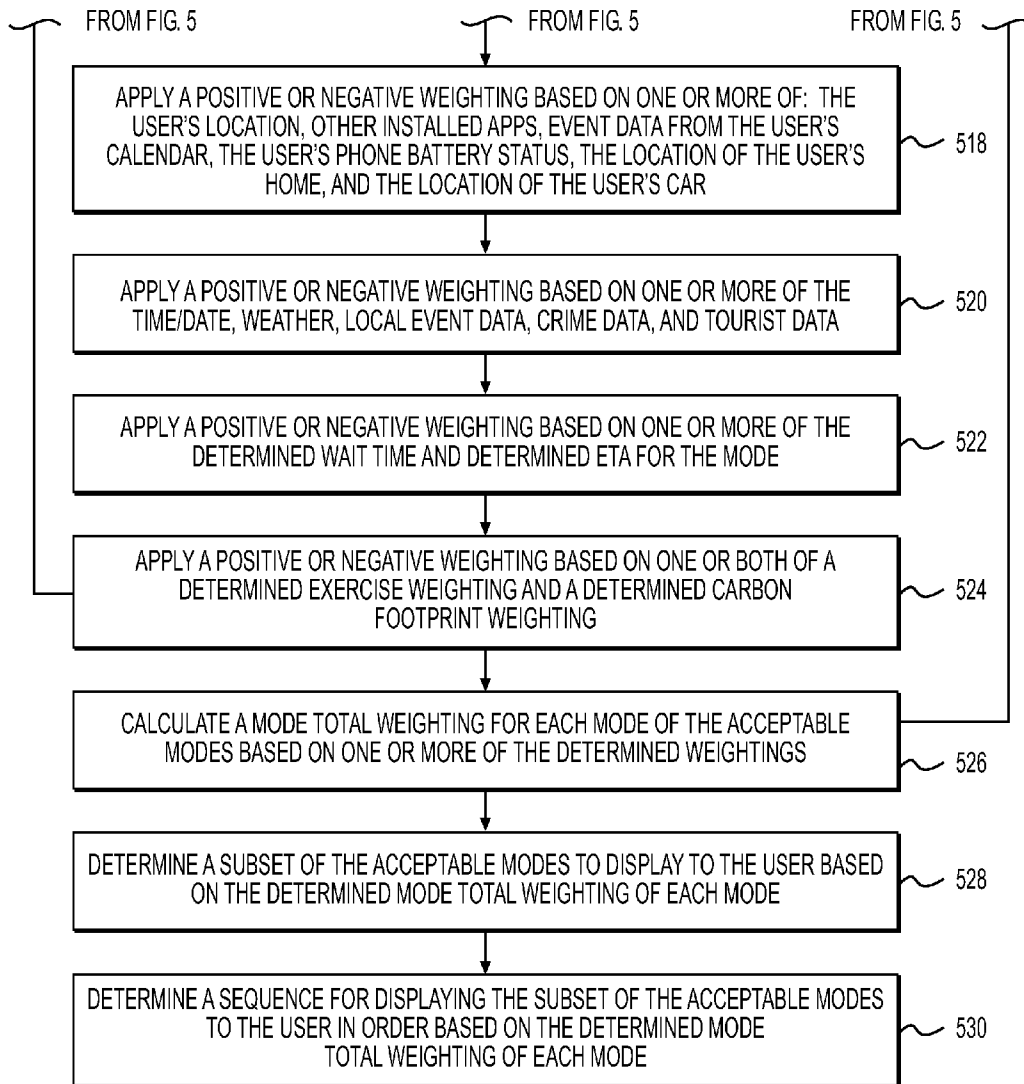 FROM FIG. 5
FROM FIG. 5
FROM FIG. 5
APPLY A POSITIVE OR NEGATIVE WEIGHTING BASED ON ONE OR MORE OF: THE
USER'S LOCATION, OTHER INSTALLED APPS, EVENT DATA FROM THE USER'S
CALENDAR, THE USER'S PHONE BATTERY STATUS, THE LOCATION OF THE USER'S
HOME, AND THE LOCATION OF THE USER'S CAR
518
APPLY A POSITIVE OR NEGATIVE WEIGHTING BASED ON ONE OR MORE OF THE
TIME/DATE, WEATHER, LOCAL EVENT DATA, CRIME DATA, AND TOURIST DATA
520
APPLY A POSITIVE OR NEGATIVE WEIGHTING BASED ON ONE OR MORE OF THE
DETERMINED WAIT TIME AND DETERMINED ETA FOR THE MODE
522
APPLY A POSITIVE OR NEGATIVE WEIGHTING BASED ON ONE OR BOTH OF A
DETERMINED EXERCISE WEIGHTING AND A DETERMINED CARBON
FOOTPRINT WEIGHTING
524
CALCULATE A MODE TOTAL WEIGHTING FOR EACH MODE OF THE ACCEPTABLE
MODES BASED ON ONE OR MORE OF THE DETERMINED WEIGHTINGS
526
DETERMINE A SUBSET OF THE ACCEPTABLE MODES TO DISPLAY TO THE USER BASED
ON THE DETERMINED MODE TOTAL WEIGHTING OF EACH MODE
528
DETERMINE A SEQUENCE FOR DISPLAYING THE SUBSET OF THE ACCEPTABLE MODES
TO THE USER IN ORDER BASED ON THE DETERMINED MODE
TOTAL WEIGHTING OF EACH MODE
530